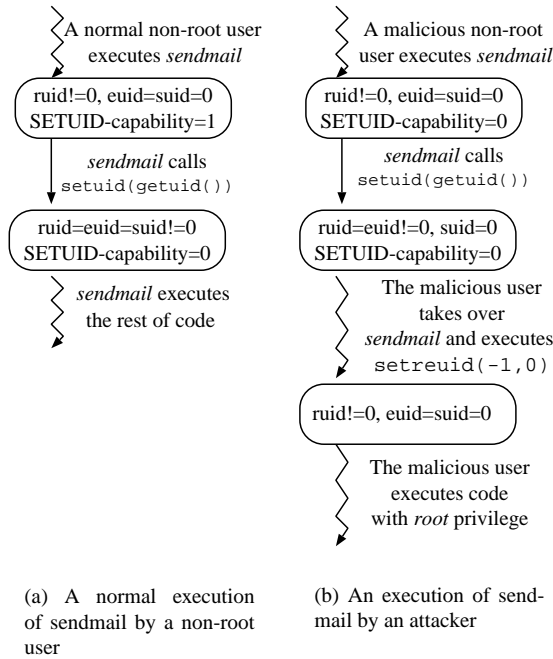 A normal non-root user
executes sendmail
ruid!=0, euid=suid=0
SETUID-capability=1
sendmail calls
setuid(getuid())
ruid=euid=suid!=0
SETUID-capability=0
sendmail executes
the rest of code
(a) A normal execution
of sendmail by a non-root
user
A malicious non-root
user executes sendmail
ruid!=0, euid=suid=0
SETUID-capability=0
sendmail calls
setuid(getuid())
ruid=euid!=0, suid=0
SETUID-capability=0
The malicious user
takes over
sendmail and executes
setreuid(-1,0)
ruid!=0, euid=suid=0
The malicious user
executes code
with root privilege
(b) An execution of send-
mail by an attacker